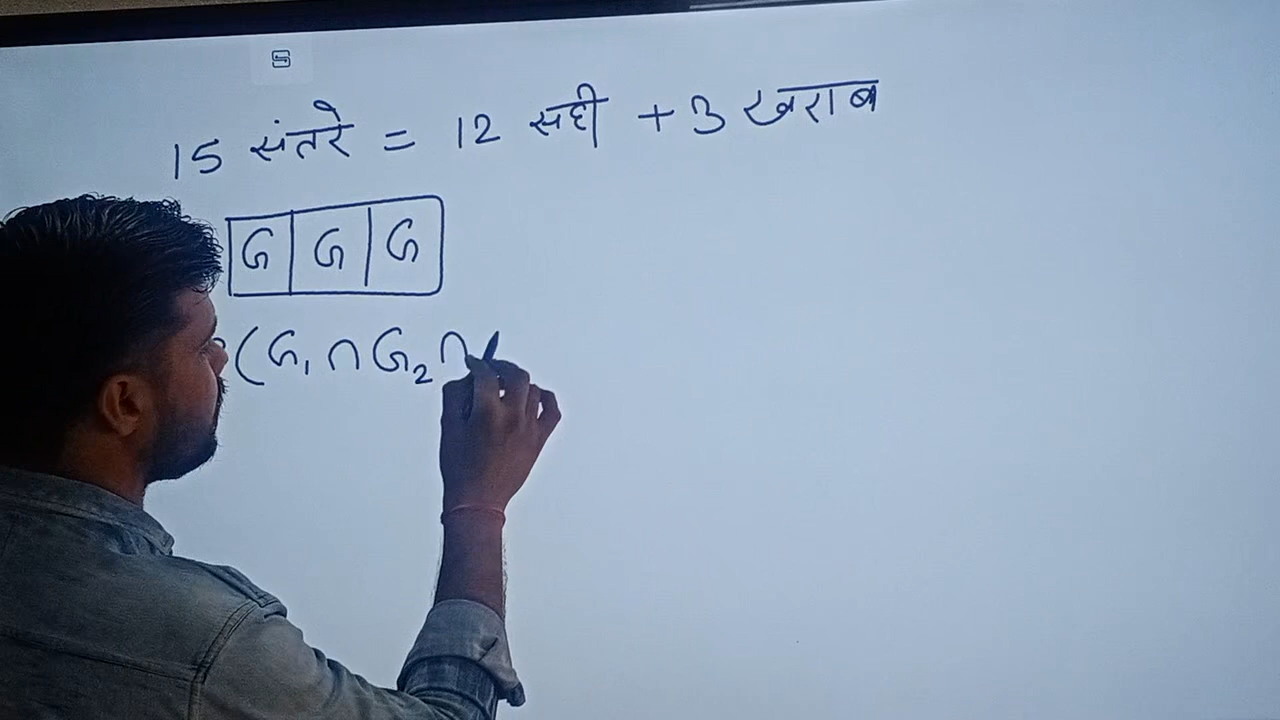 15 संतरे = 12 सही + 3 खराब
G G G
(G₁ ∩ G₂ ∩